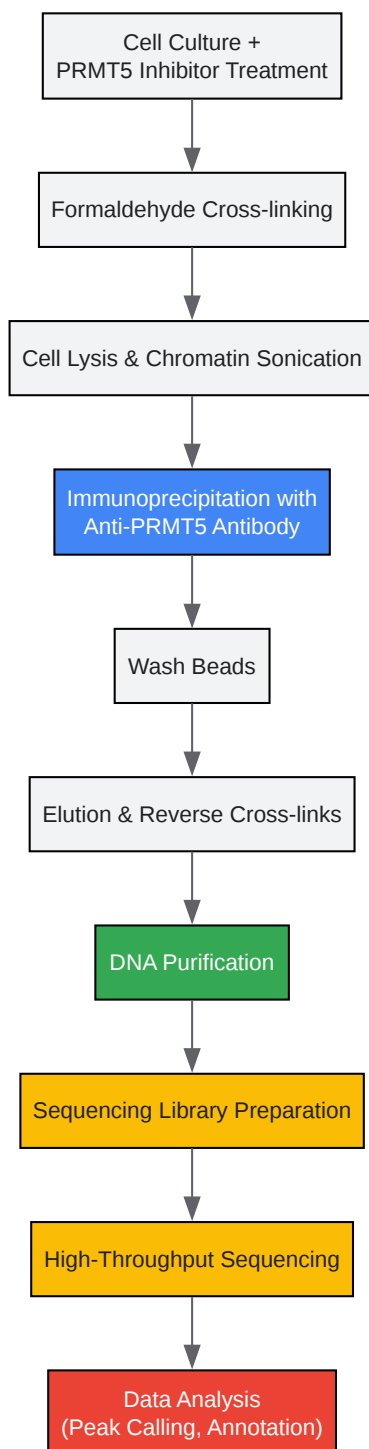 Cell Culture +
PRMT5 Inhibitor Treatment
Formaldehyde Cross-linking
Cell Lysis & Chromatin Sonication
Immunoprecipitation with
Anti-PRMT5 Antibody
Wash Beads
Elution & Reverse Cross-links
DNA Purification
Sequencing Library Preparation
High-Throughput Sequencing
Data Analysis
(Peak Calling, Annotation)